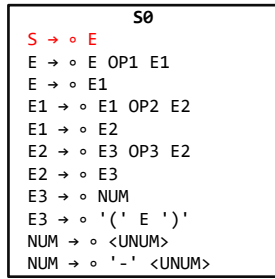 S0
S → ∘ E
E → ∘ E OP1 E1
E → ∘ E1
E1 → ∘ E1 OP2 E2
E1 → ∘ E2
E2 → ∘ E3 OP3 E2
E2 → ∘ E3
E3 → ∘ NUM
E3 → ∘ '(' E ')'
NUM → ∘ <UNUM>
NUM → ∘ '-' <UNUM>